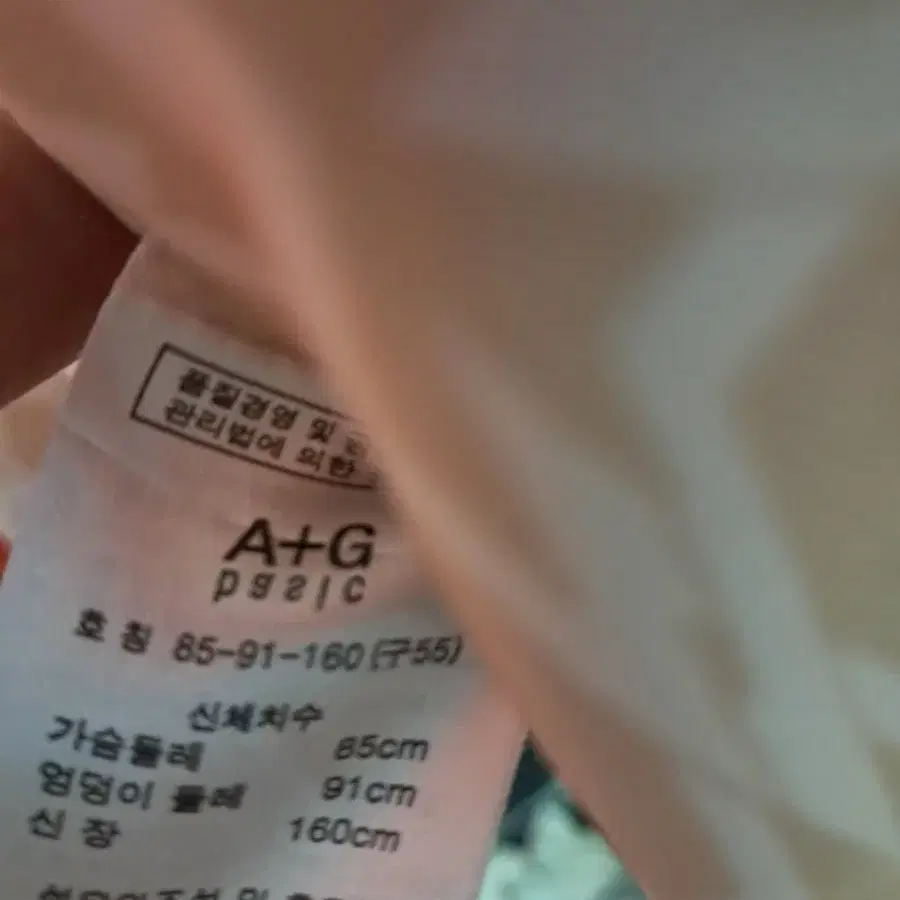 품질경영 및
관리법에 의한
A+G
호 칭 85-91-160(구55)
신체치수
가슴둘레 85cm
엉덩이 둘레 91cm
신 장 160cm